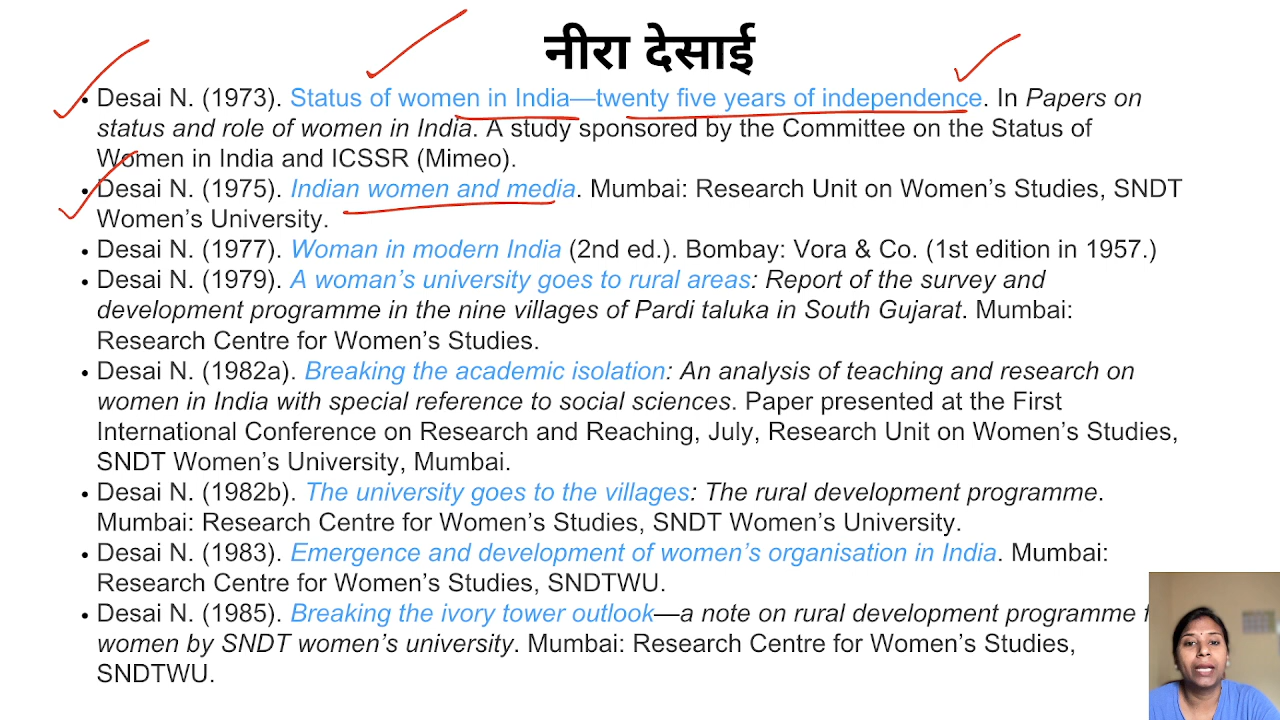 नीरा देसाई
• Desai N. (1973). Status of women in India—twenty five years of independence. In Papers on
status and role of women in India. A study sponsored by the Committee on the Status of
Women in India and ICSSR (Mimeo).
• Desai N. (1975). Indian women and media. Mumbai: Research Unit on Women’s Studies, SNDT
Women’s University.
• Desai N. (1977). Woman in modern India (2nd ed.). Bombay: Vora & Co. (1st edition in 1957.)
• Desai N. (1979). A woman’s university goes to rural areas: Report of the survey and
development programme in the nine villages of Pardi taluka in South Gujarat. Mumbai:
Research Centre for Women’s Studies.
• Desai N. (1982a). Breaking the academic isolation: An analysis of teaching and research on
women in India with special reference to social sciences. Paper presented at the First
International Conference on Research and Reaching, July, Research Unit on Women’s Studies,
SNDT Women’s University, Mumbai.
• Desai N. (1982b). The university goes to the villages: The rural development programme.
Mumbai: Research Centre for Women’s Studies, SNDT Women’s University.
• Desai N. (1983). Emergence and development of women’s organisation in India. Mumbai:
Research Centre for Women’s Studies, SNDTWU.
• Desai N. (1985). Breaking the ivory tower outlook—a note on rural development programme
women by SNDT women’s university. Mumbai: Research Centre for Women’s Studies,
SNDTWU.